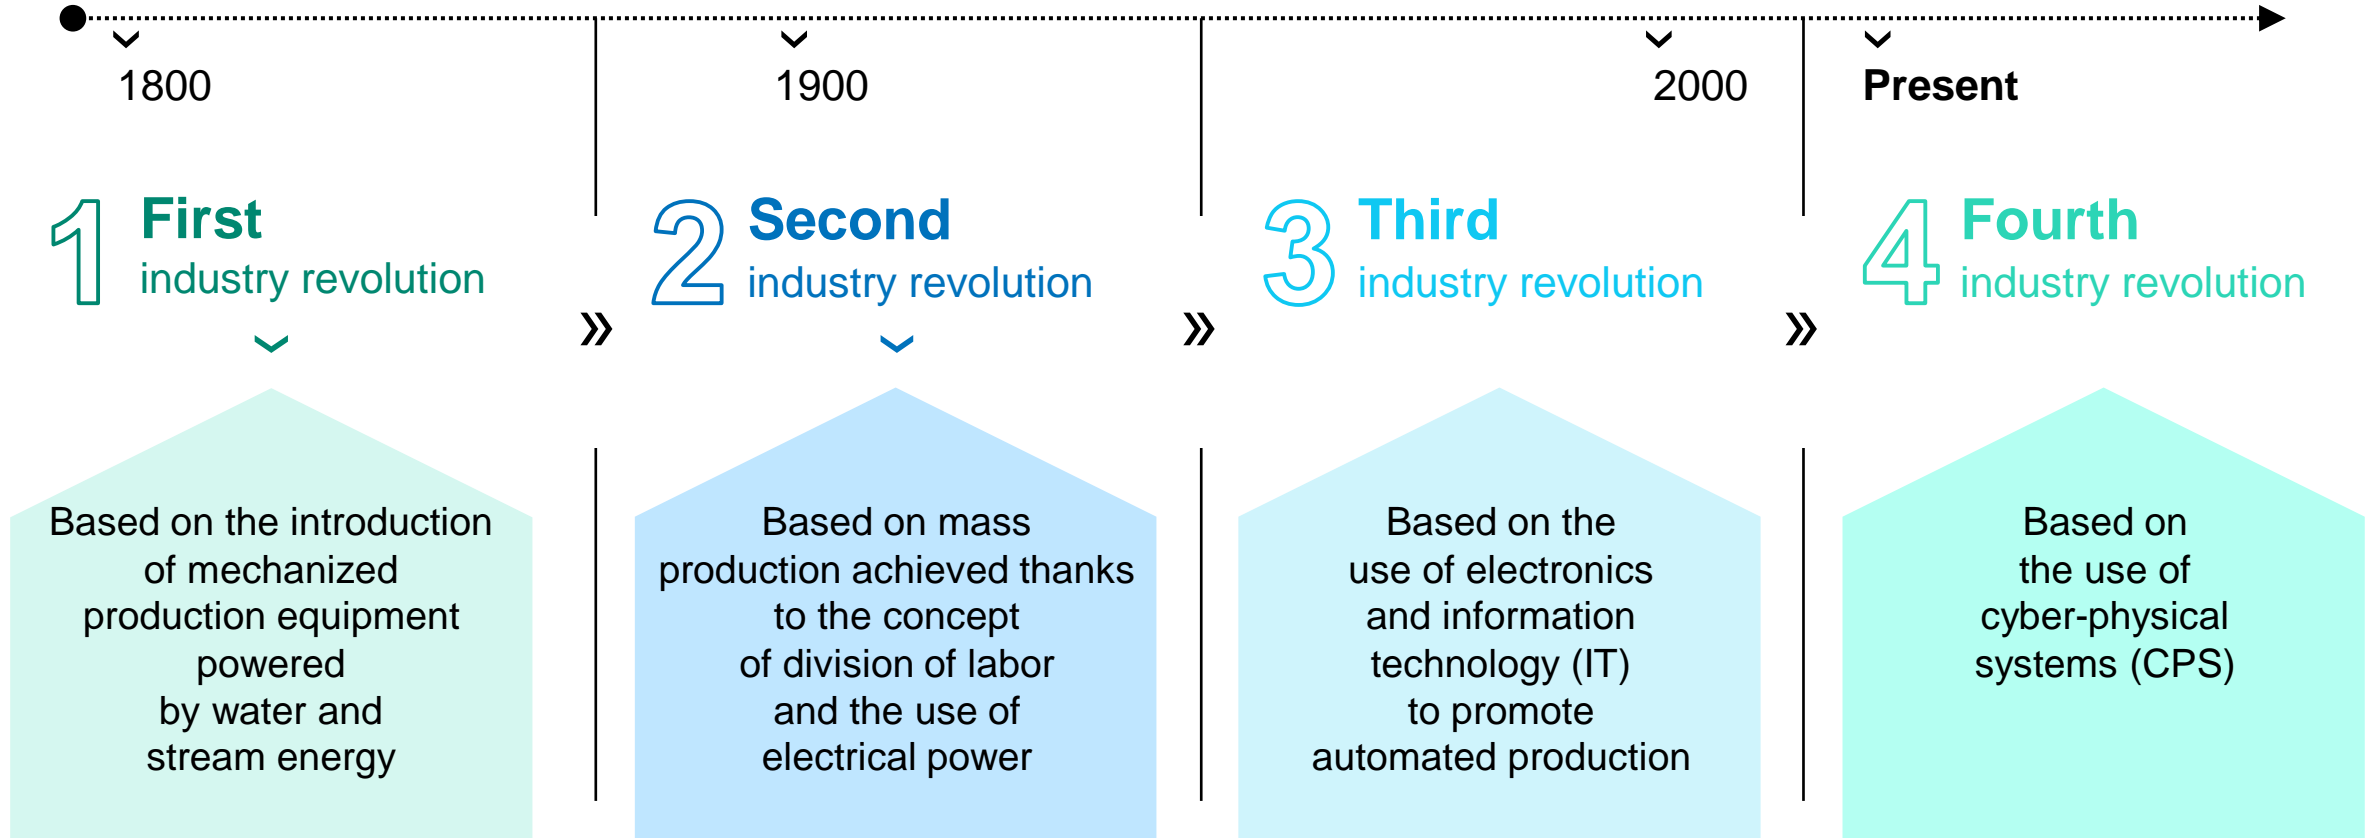 1800
1900
2000
Present
1
First
industry revolution
2
Second
industry revolution
3
Third
industry revolution
4
Fourth
industry revolution
Based on the introduction
of mechanized
production equipment
powered
by water and
stream energy
Based on mass
production achieved thanks
to the concept
of division of labor
and the use of
electrical power
Based on the
use of electronics
and information
technology (IT)
to promote
automated production
Based on
the use of
cyber-physical
systems (CPS)